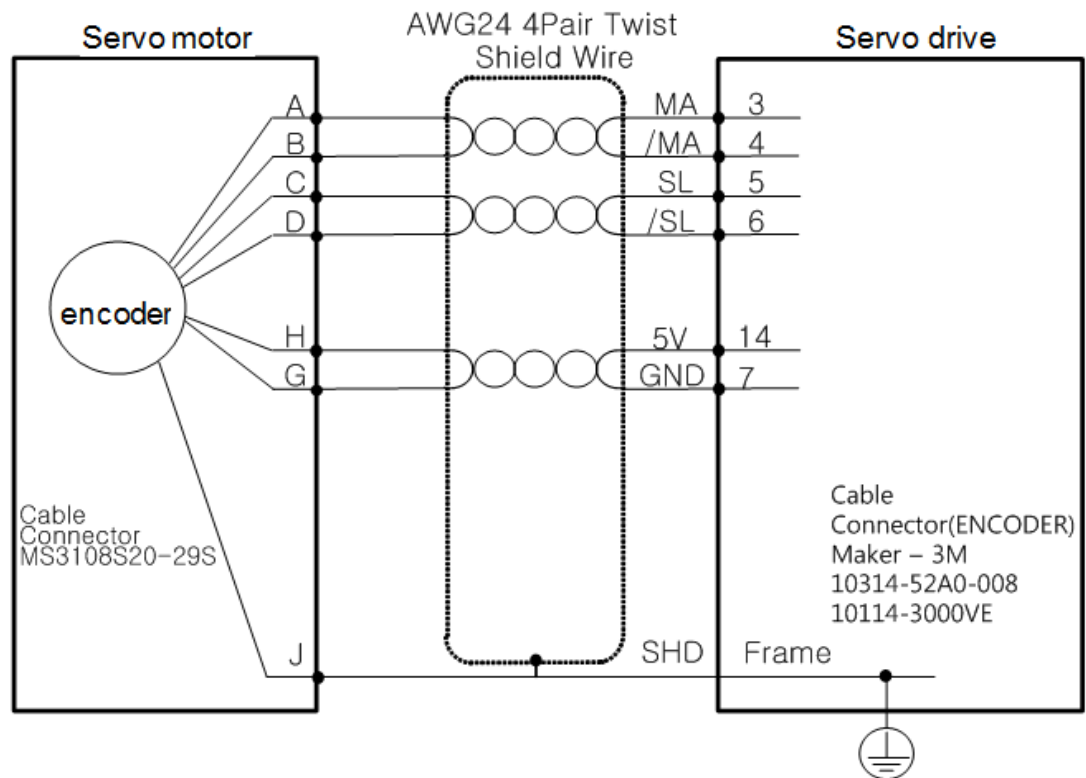 Servo motor
AWG24 4Pair Twist
Shield Wire
Servo drive
A
MA
3
B
/MA
4
C
SL
5
D
/SL
6
encoder
H
5V
14
G
GND
7
Cable
Connector
MS3108S20-29S
Cable
Connector(ENCODER)
Maker – 3M
10314-52A0-008
10114-3000VE
J
SHD
Frame